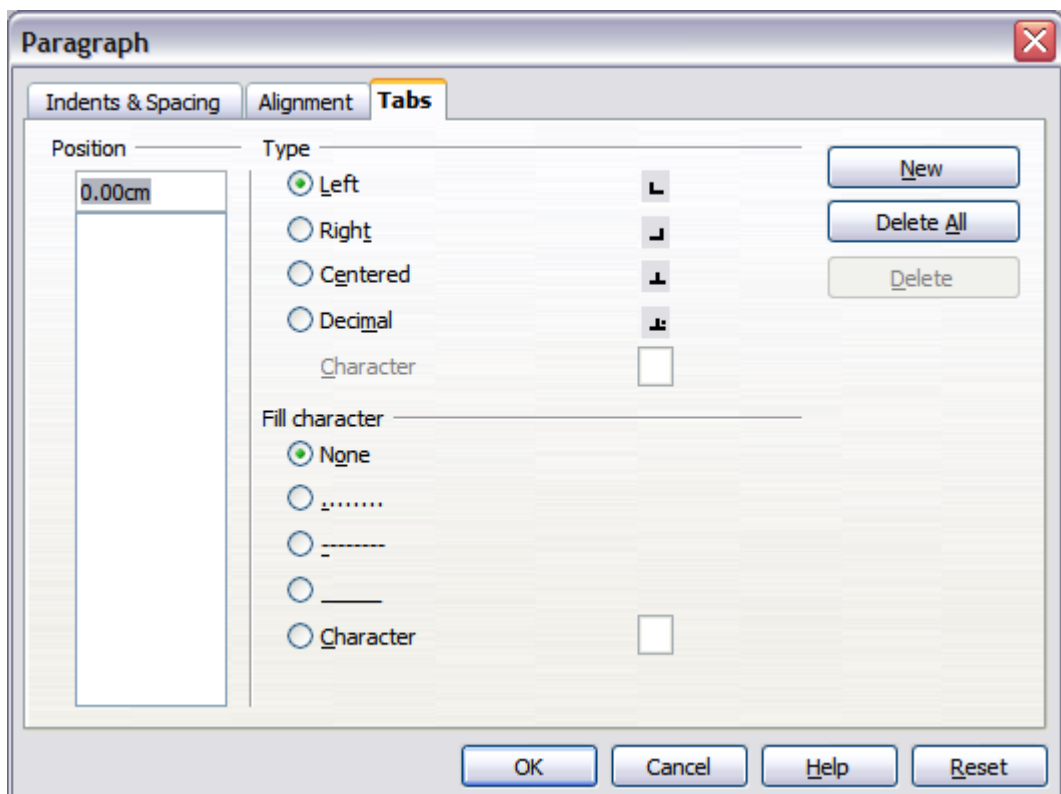 Paragraph
Indents & Spacing
Alignment
Tabs
Position
0.00cm
Type
Left
Right
Centered
Decimal
Character
Fill character
None
........
--------
_____
Character
New
Delete All
Delete
OK
Cancel
Help
Reset